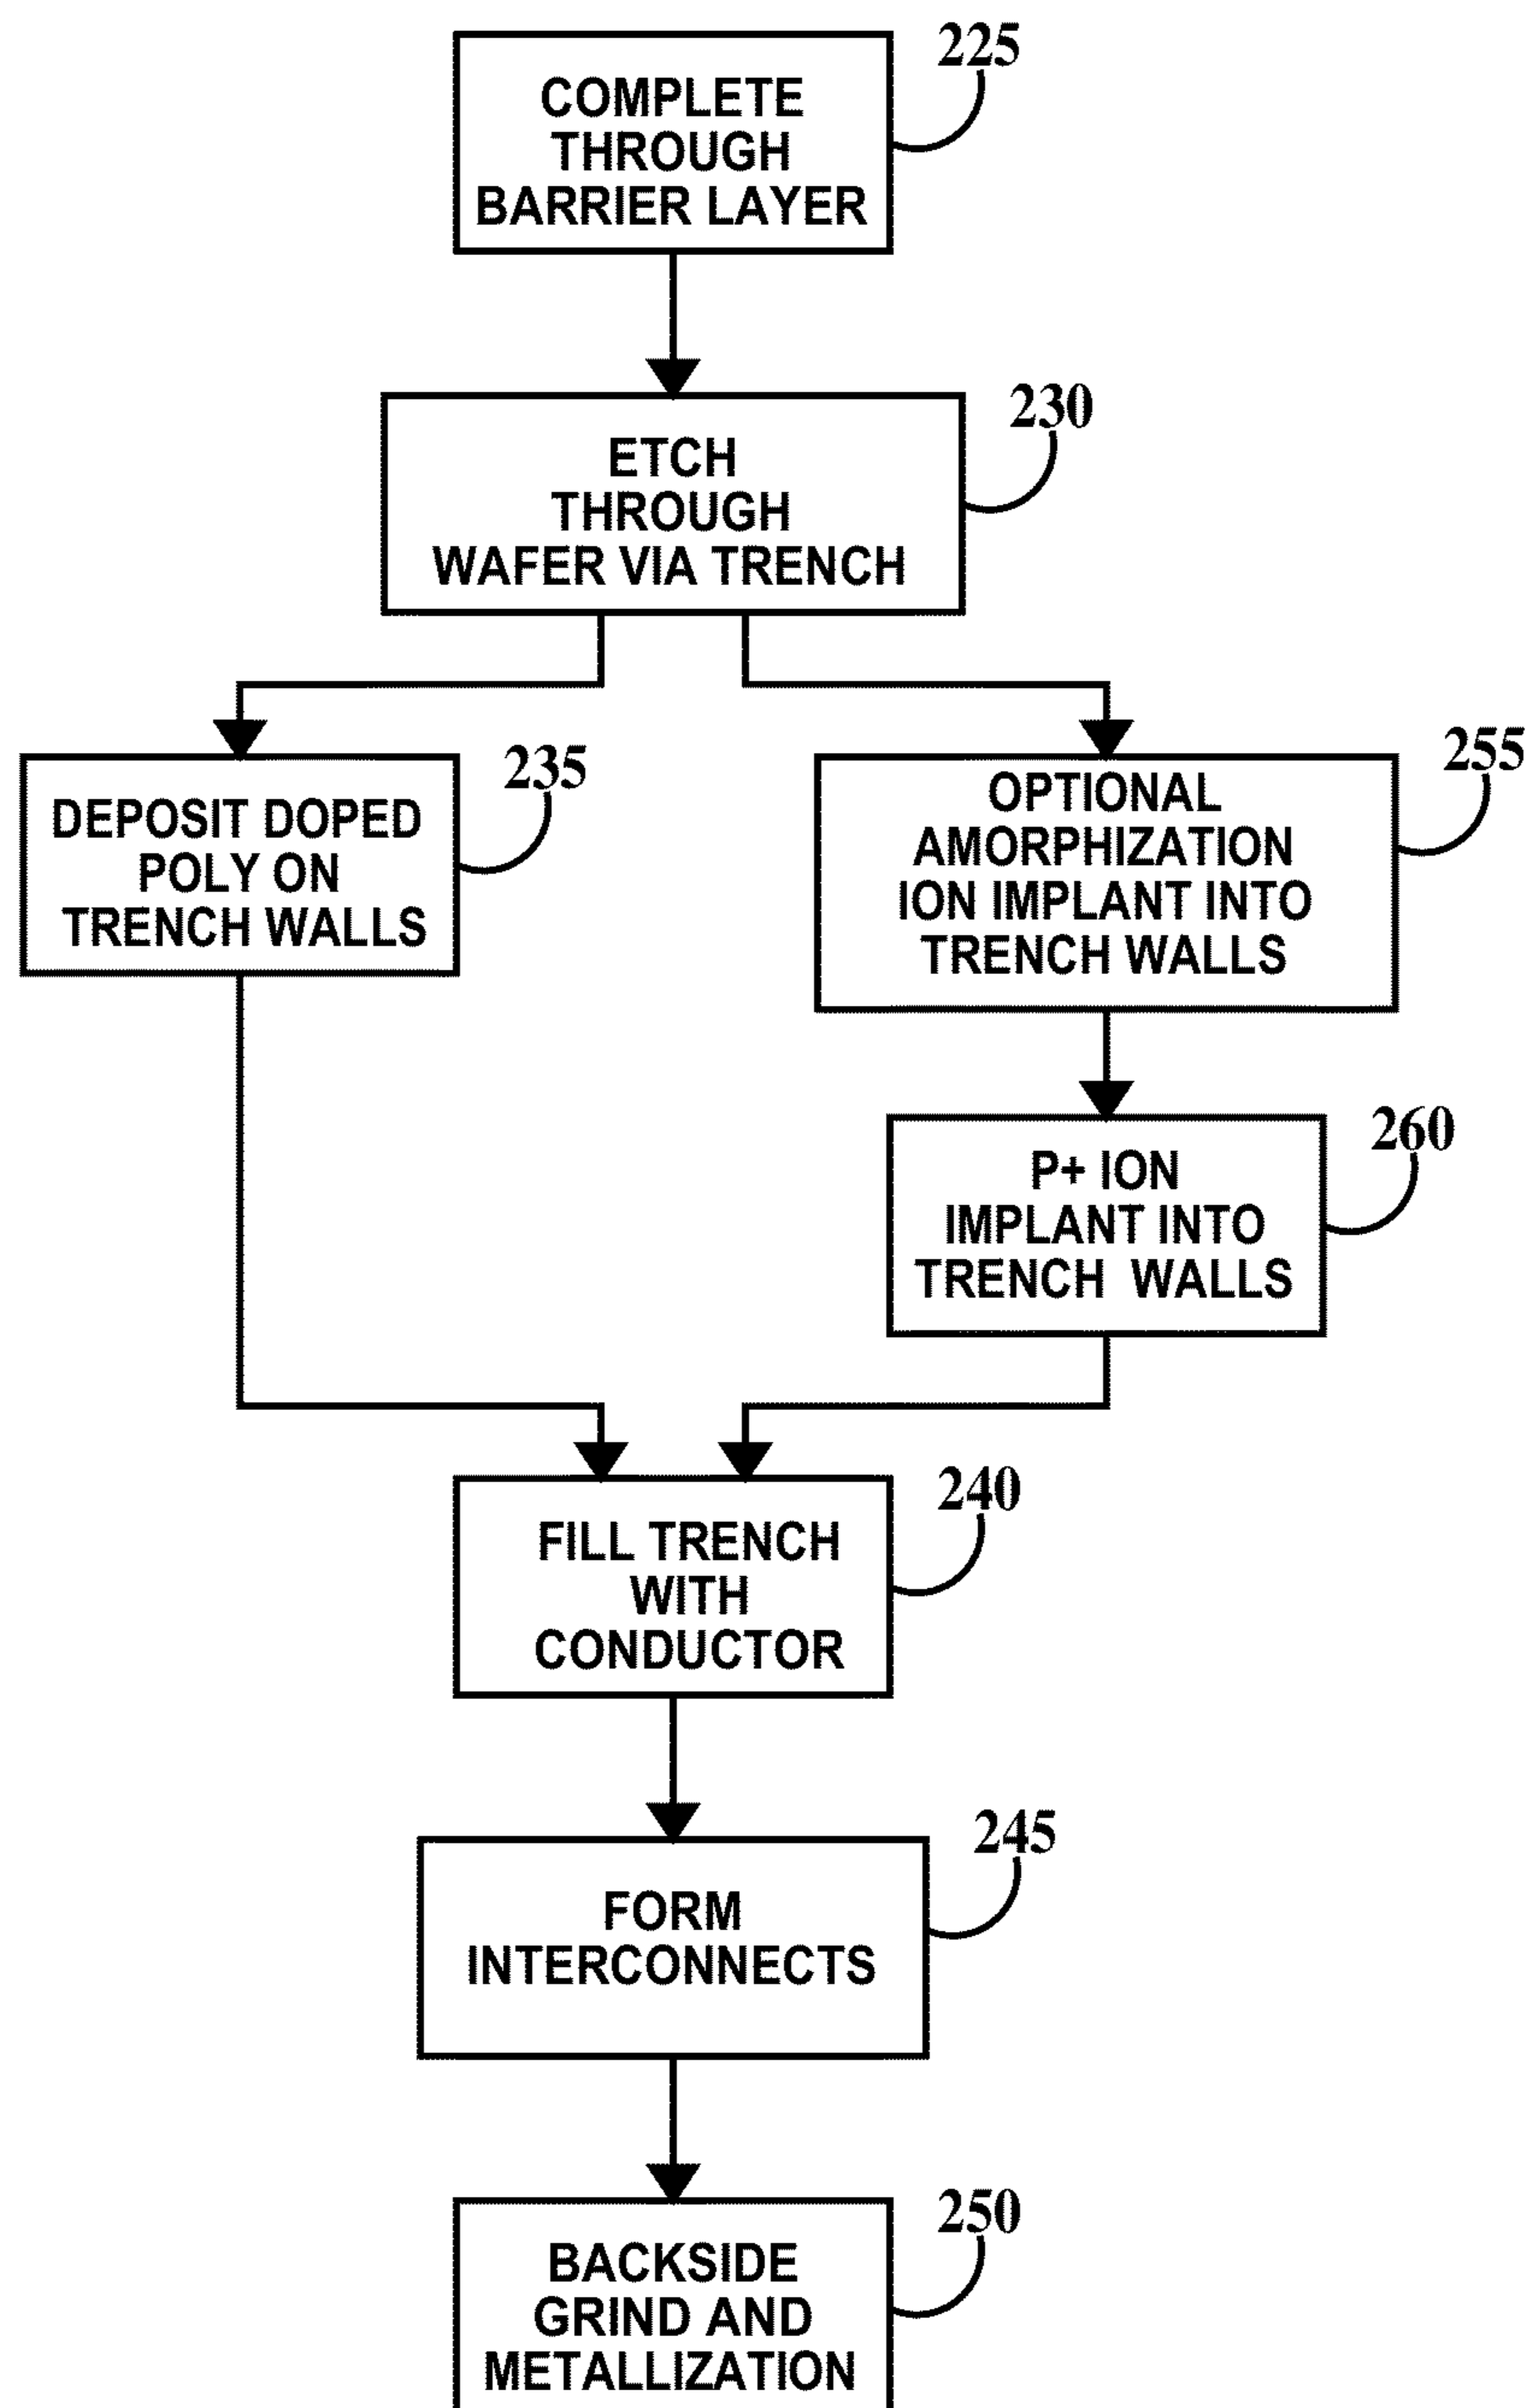 225
COMPLETE
THROUGH
BARRIER LAYER
230
ETCH
THROUGH
WAFER VIA TRENCH
235
DEPOSIT DOPED
POLY ON
TRENCH WALLS
255
OPTIONAL
AMORPHIZATION
ION IMPLANT INTO
TRENCH WALLS
260
P+ ION
IMPLANT INTO
TRENCH WALLS
240
FILL TRENCH
WITH
CONDUCTOR
245
FORM
INTERCONNECTS
250
BACKSIDE
GRIND AND
METALLIZATION